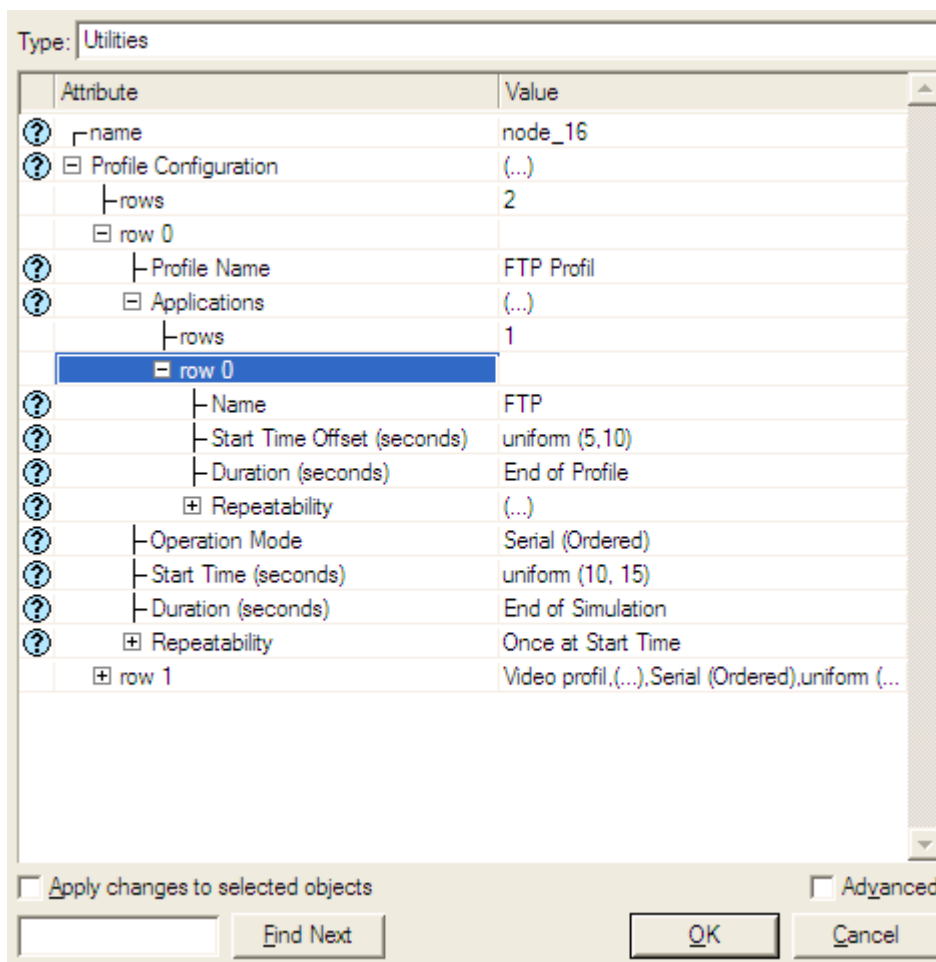 Type: Utilities
Attribute Value
name node_16
Profile Configuration (...)
rows 2
row 0
Profile Name FTP Profil
Applications (...)
rows 1
row 0
Name FTP
Start Time Offset (seconds) uniform (5,10)
Duration (seconds) End of Profile
Repeatability (...)
Operation Mode Serial (Ordered)
Start Time (seconds) uniform (10, 15)
Duration (seconds) End of Simulation
Repeatability Once at Start Time
row 1 Video profil,(...),Serial (Ordered),uniform (...
Apply changes to selected objects Advanced
Find Next OK Cancel